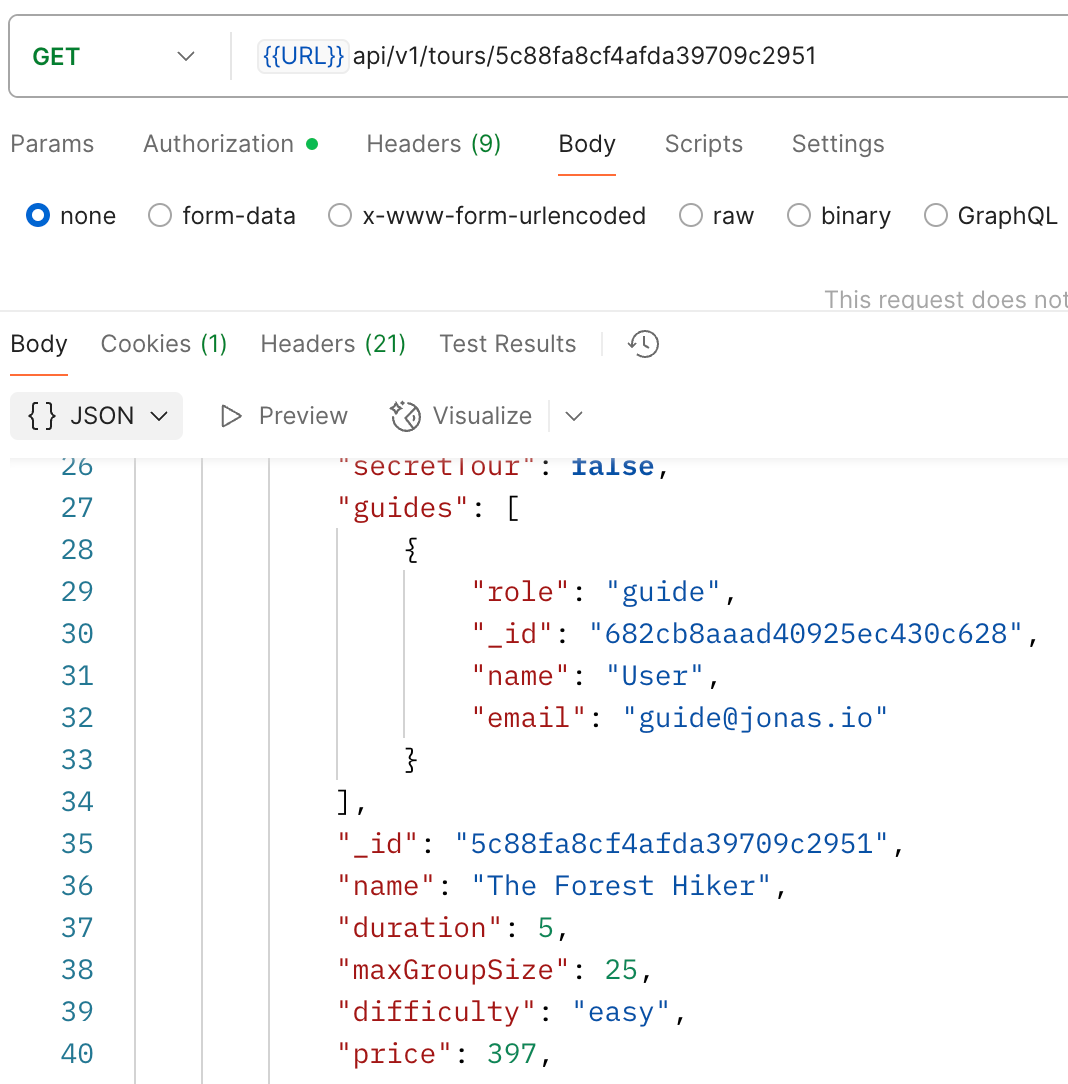 GET {{URL}} api/v1/tours/5c88fa8cf4afda39709c2951
Params Authorization Headers (9) Body Scripts Settings
none form-data x-www-form-urlencoded raw binary GraphQL
This request does not
Body Cookies (1) Headers (21) Test Results
{} JSON Preview Visualize
26 "secretTour": false,
27 "guides": [
28 {
29 "role": "guide",
30 "_id": "682cb8aaad40925ec430c628",
31 "name": "User",
32 "email": "guide@jonas.io"
33 }
34 ],
35 "_id": "5c88fa8cf4afda39709c2951",
36 "name": "The Forest Hiker",
37 "duration": 5,
38 "maxGroupSize": 25,
39 "difficulty": "easy",
40 "price": 397,